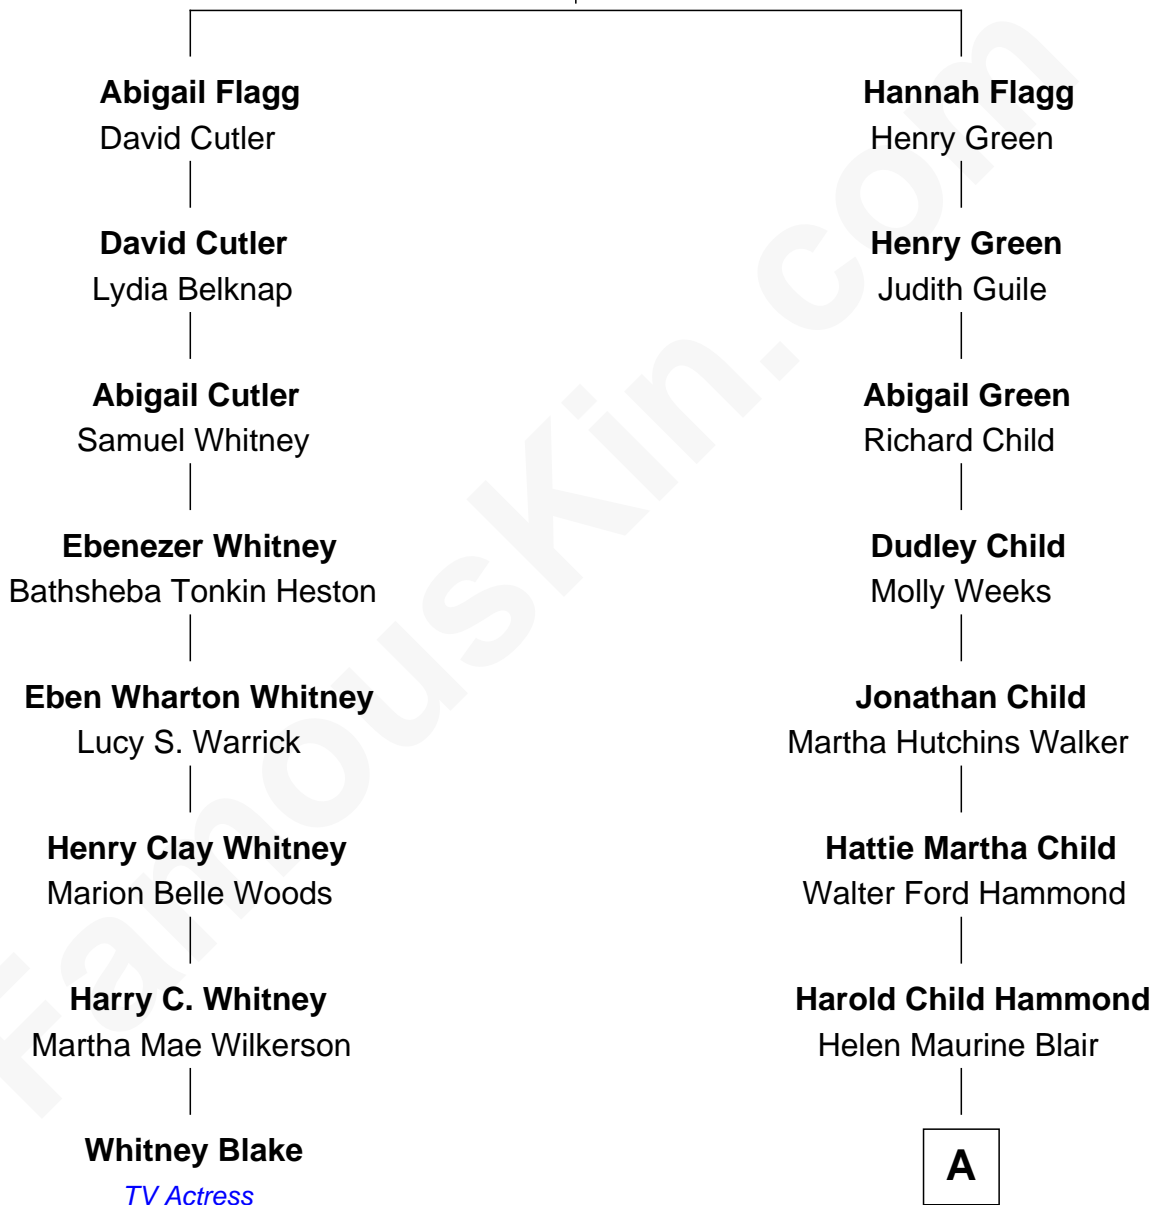 Abigail Flagg
David Cutler
David Cutler
Lydia Belknap
Abigail Cutler
Samuel Whitney
Ebenezer Whitney
Bathsheba Tonkin Heston
Eben Wharton Whitney
Lucy S. Warrick
Henry Clay Whitney
Marion Belle Woods
Harry C. Whitney
Martha Mae Wilkerson
Whitney Blake
TV Actress
Hannah Flagg
Henry Green
Henry Green
Judith Guile
Abigail Green
Richard Child
Dudley Child
Molly Weeks
Jonathan Child
Martha Hutchins Walker
Hattie Martha Child
Walter Ford Hammond
Harold Child Hammond
Helen Maurine Blair
A
FamousKin.com